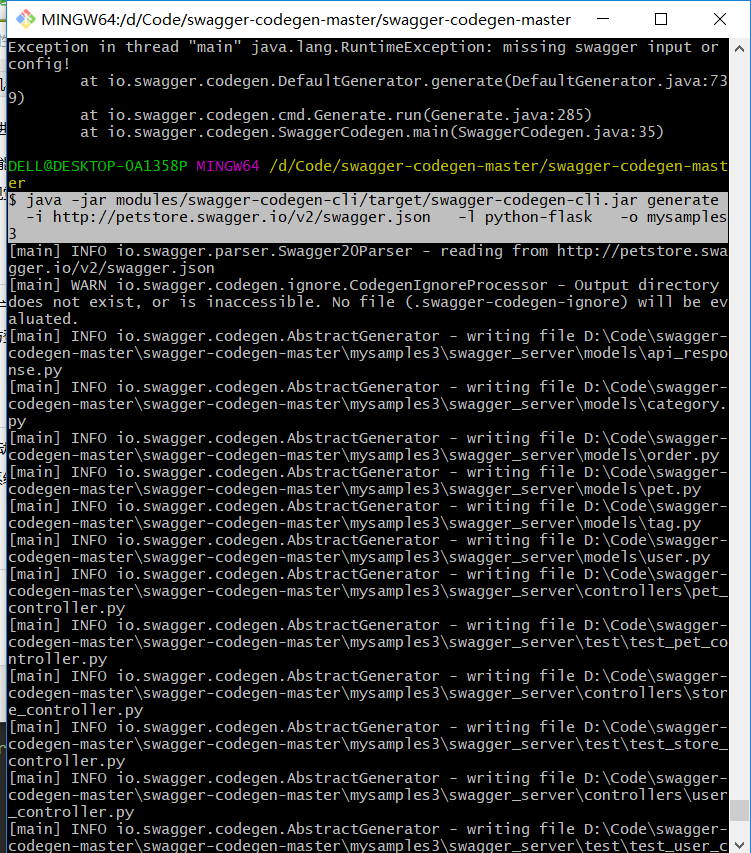 MINGW64:/d/Code/swagger-codegen-master/swagger-codegen-master
Exception in thread "main" java.lang.RuntimeException: missing swagger input or
config!
        at io.swagger.codegen.DefaultGenerator.generate(DefaultGenerator.java:73
9)
        at io.swagger.codegen.cmd.Generate.run(Generate.java:285)
        at io.swagger.codegen.SwaggerCodegen.main(SwaggerCodegen.java:35)
DELL@DESKTOP-OA1358P MINGW64 /d/Code/swagger-codegen-master/swagger-codegen-mast
er
$ java -jar modules/swagger-codegen-cli/target/swagger-codegen-cli.jar generate
  -i http://petstore.swagger.io/v2/swagger.json   -l python-flask   -o mysamples
3
[main] INFO io.swagger.parser.Swagger20Parser - reading from http://petstore.swa
gger.io/v2/swagger.json
[main] WARN io.swagger.codegen.ignore.CodegenIgnoreProcessor - Output directory
does not exist, or is inaccessible. No file (.swagger-codegen-ignore) will be ev
aluated.
[main] INFO io.swagger.codegen.AbstractGenerator - writing file D:\Code\swagger-
codegen-master\swagger-codegen-master\mysamples3\swagger_server\models\api_respo
nse.py
[main] INFO io.swagger.codegen.AbstractGenerator - writing file D:\Code\swagger-
codegen-master\swagger-codegen-master\mysamples3\swagger_server\models\category.
py
[main] INFO io.swagger.codegen.AbstractGenerator - writing file D:\Code\swagger-
codegen-master\swagger-codegen-master\mysamples3\swagger_server\models\order.py
[main] INFO io.swagger.codegen.AbstractGenerator - writing file D:\Code\swagger-
codegen-master\swagger-codegen-master\mysamples3\swagger_server\models\pet.py
[main] INFO io.swagger.codegen.AbstractGenerator - writing file D:\Code\swagger-
codegen-master\swagger-codegen-master\mysamples3\swagger_server\models\tag.py
[main] INFO io.swagger.codegen.AbstractGenerator - writing file D:\Code\swagger-
codegen-master\swagger-codegen-master\mysamples3\swagger_server\models\user.py
[main] INFO io.swagger.codegen.AbstractGenerator - writing file D:\Code\swagger-
codegen-master\swagger-codegen-master\mysamples3\swagger_server\controllers\pet_
controller.py
[main] INFO io.swagger.codegen.AbstractGenerator - writing file D:\Code\swagger-
codegen-master\swagger-codegen-master\mysamples3\swagger_server\test\test_pet_co
ntroller.py
[main] INFO io.swagger.codegen.AbstractGenerator - writing file D:\Code\swagger-
codegen-master\swagger-codegen-master\mysamples3\swagger_server\controllers\stor
e_controller.py
[main] INFO io.swagger.codegen.AbstractGenerator - writing file D:\Code\swagger-
codegen-master\swagger-codegen-master\mysamples3\swagger_server\test\test_store_
controller.py
[main] INFO io.swagger.codegen.AbstractGenerator - writing file D:\Code\swagger-
codegen-master\swagger-codegen-master\mysamples3\swagger_server\controllers\user
_controller.py
[main] INFO io.swagger.codegen.AbstractGenerator - writing file D:\Code\swagger-
codegen-master\swagger-codegen-master\mysamples3\swagger_server\test\test_user_c